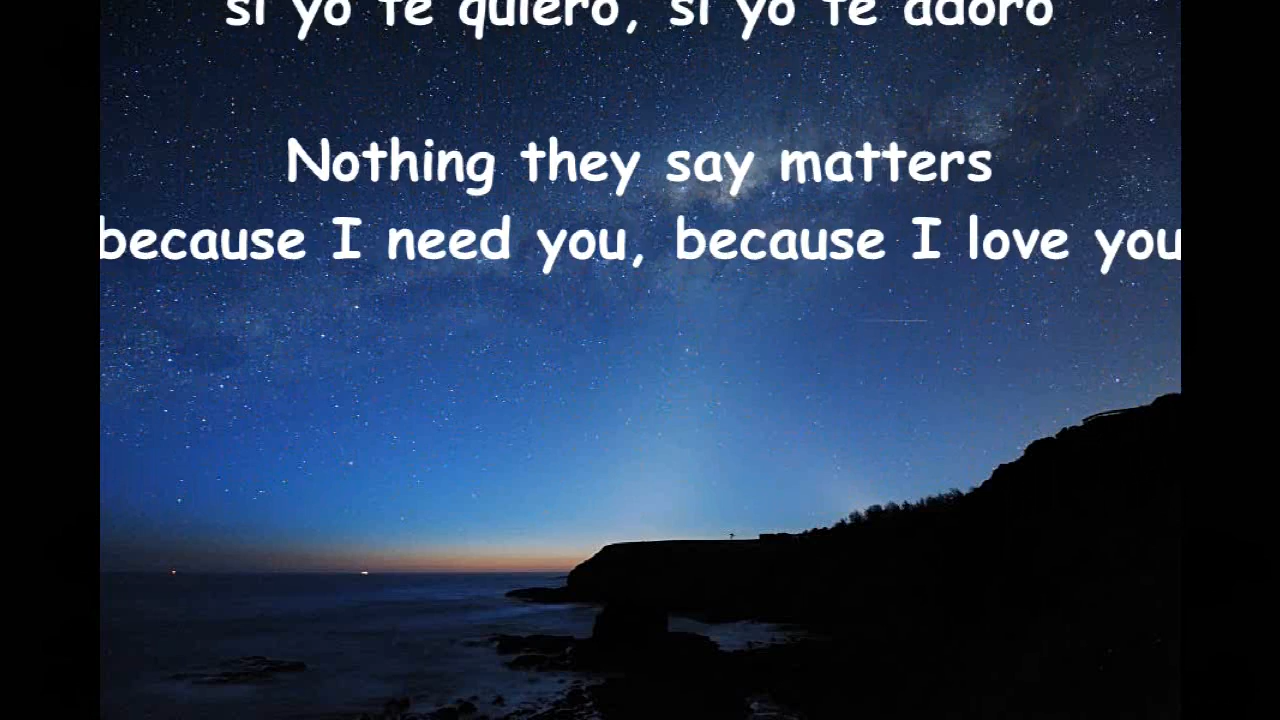 si yo te quiero, si yo te adoro
Nothing they say matters
because I need you, because I love you